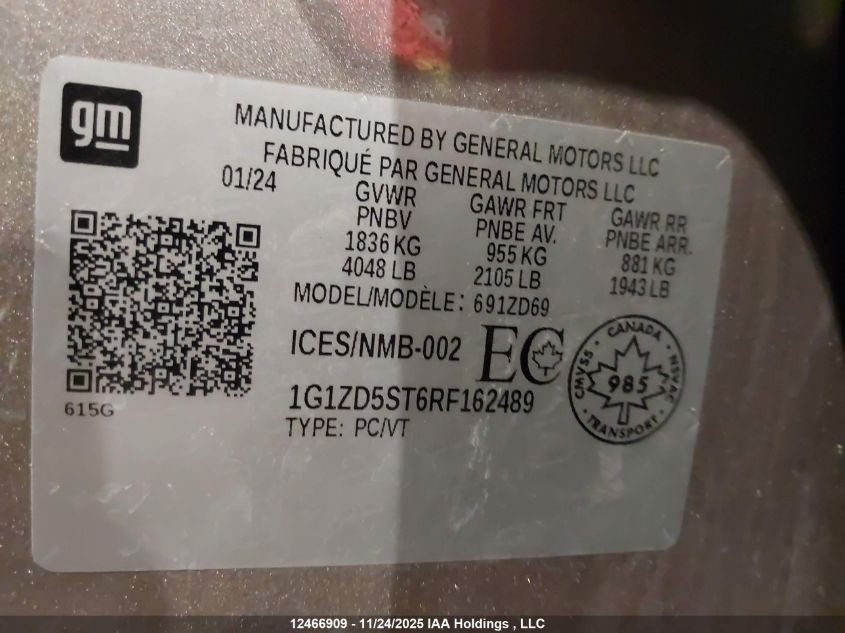 gm
MANUFACTURED BY GENERAL MOTORS LLC
FABRIQUÉ PAR GENERAL MOTORS LLC
01/24 GVWR GAWR FRT GAWR RR
PNBV PNBE AV. PNBE ARR.
1836 KG 955 KG 881 KG
4048 LB 2105 LB 1943 LB
MODEL/MODÈLE: 691ZD69
ICES/NMB-002 EC
1G1ZD5ST6RF162489
TYPE: PC/VT
615G
CANADA
CMVSS 985 NSVAC
TRANSPORT
12466909 - 11/24/2025 IAA Holdings , LLC